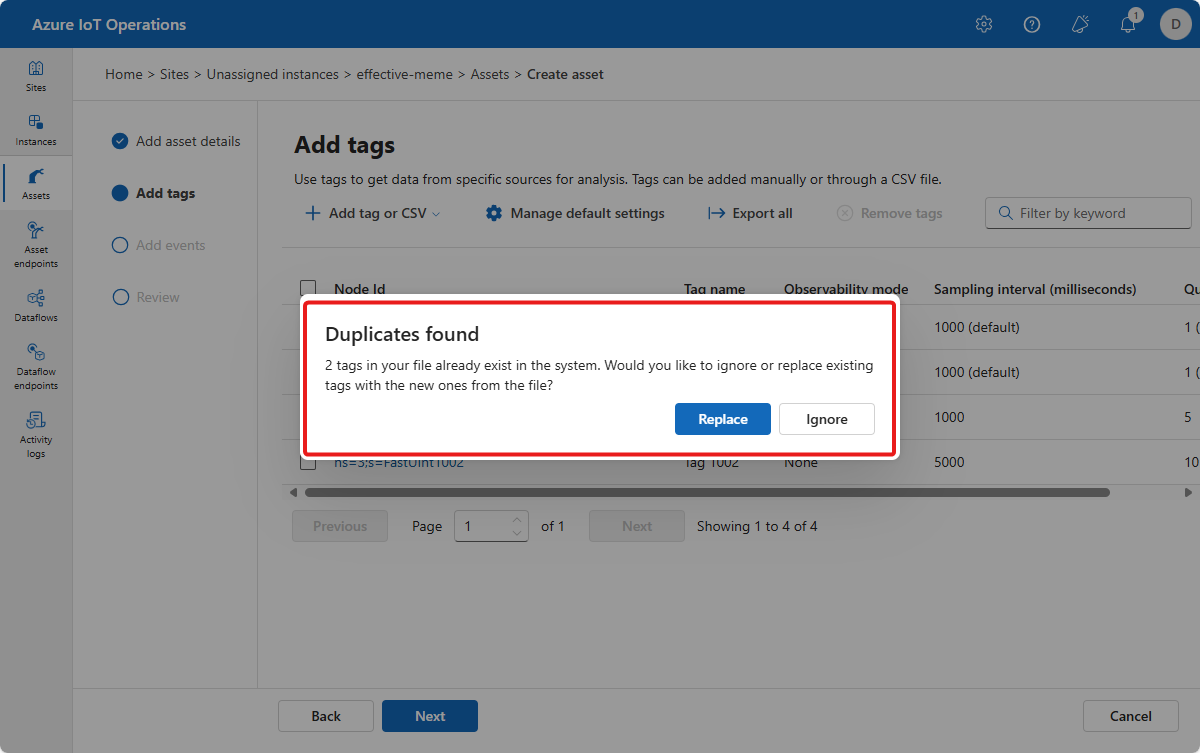 Azure IoT Operations
1
D
Sites
Instances
Assets
Asset
endpoints
Dataflows
Dataflow
endpoints
Activity
logs
Home > Sites > Unassigned instances > effective-meme > Assets > Create asset
Add asset details
Add tags
Add events
Review
Add tags
Use tags to get data from specific sources for analysis. Tags can be added manually or through a CSV file.
Add tag or CSV
Manage default settings
Export all
Remove tags
Filter by keyword
Node Id Tag name Observability mode Sampling interval (milliseconds) Qu
1000 (default) 1 (
1000 (default) 1 (
1000 5
ns=3;s=FastUInt1002 Tag 1002 None 5000 10
Duplicates found
2 tags in your file already exist in the system. Would you like to ignore or replace existing
tags with the new ones from the file?
Replace Ignore
Previous Page 1 of 1 Next Showing 1 to 4 of 4
Back Next Cancel